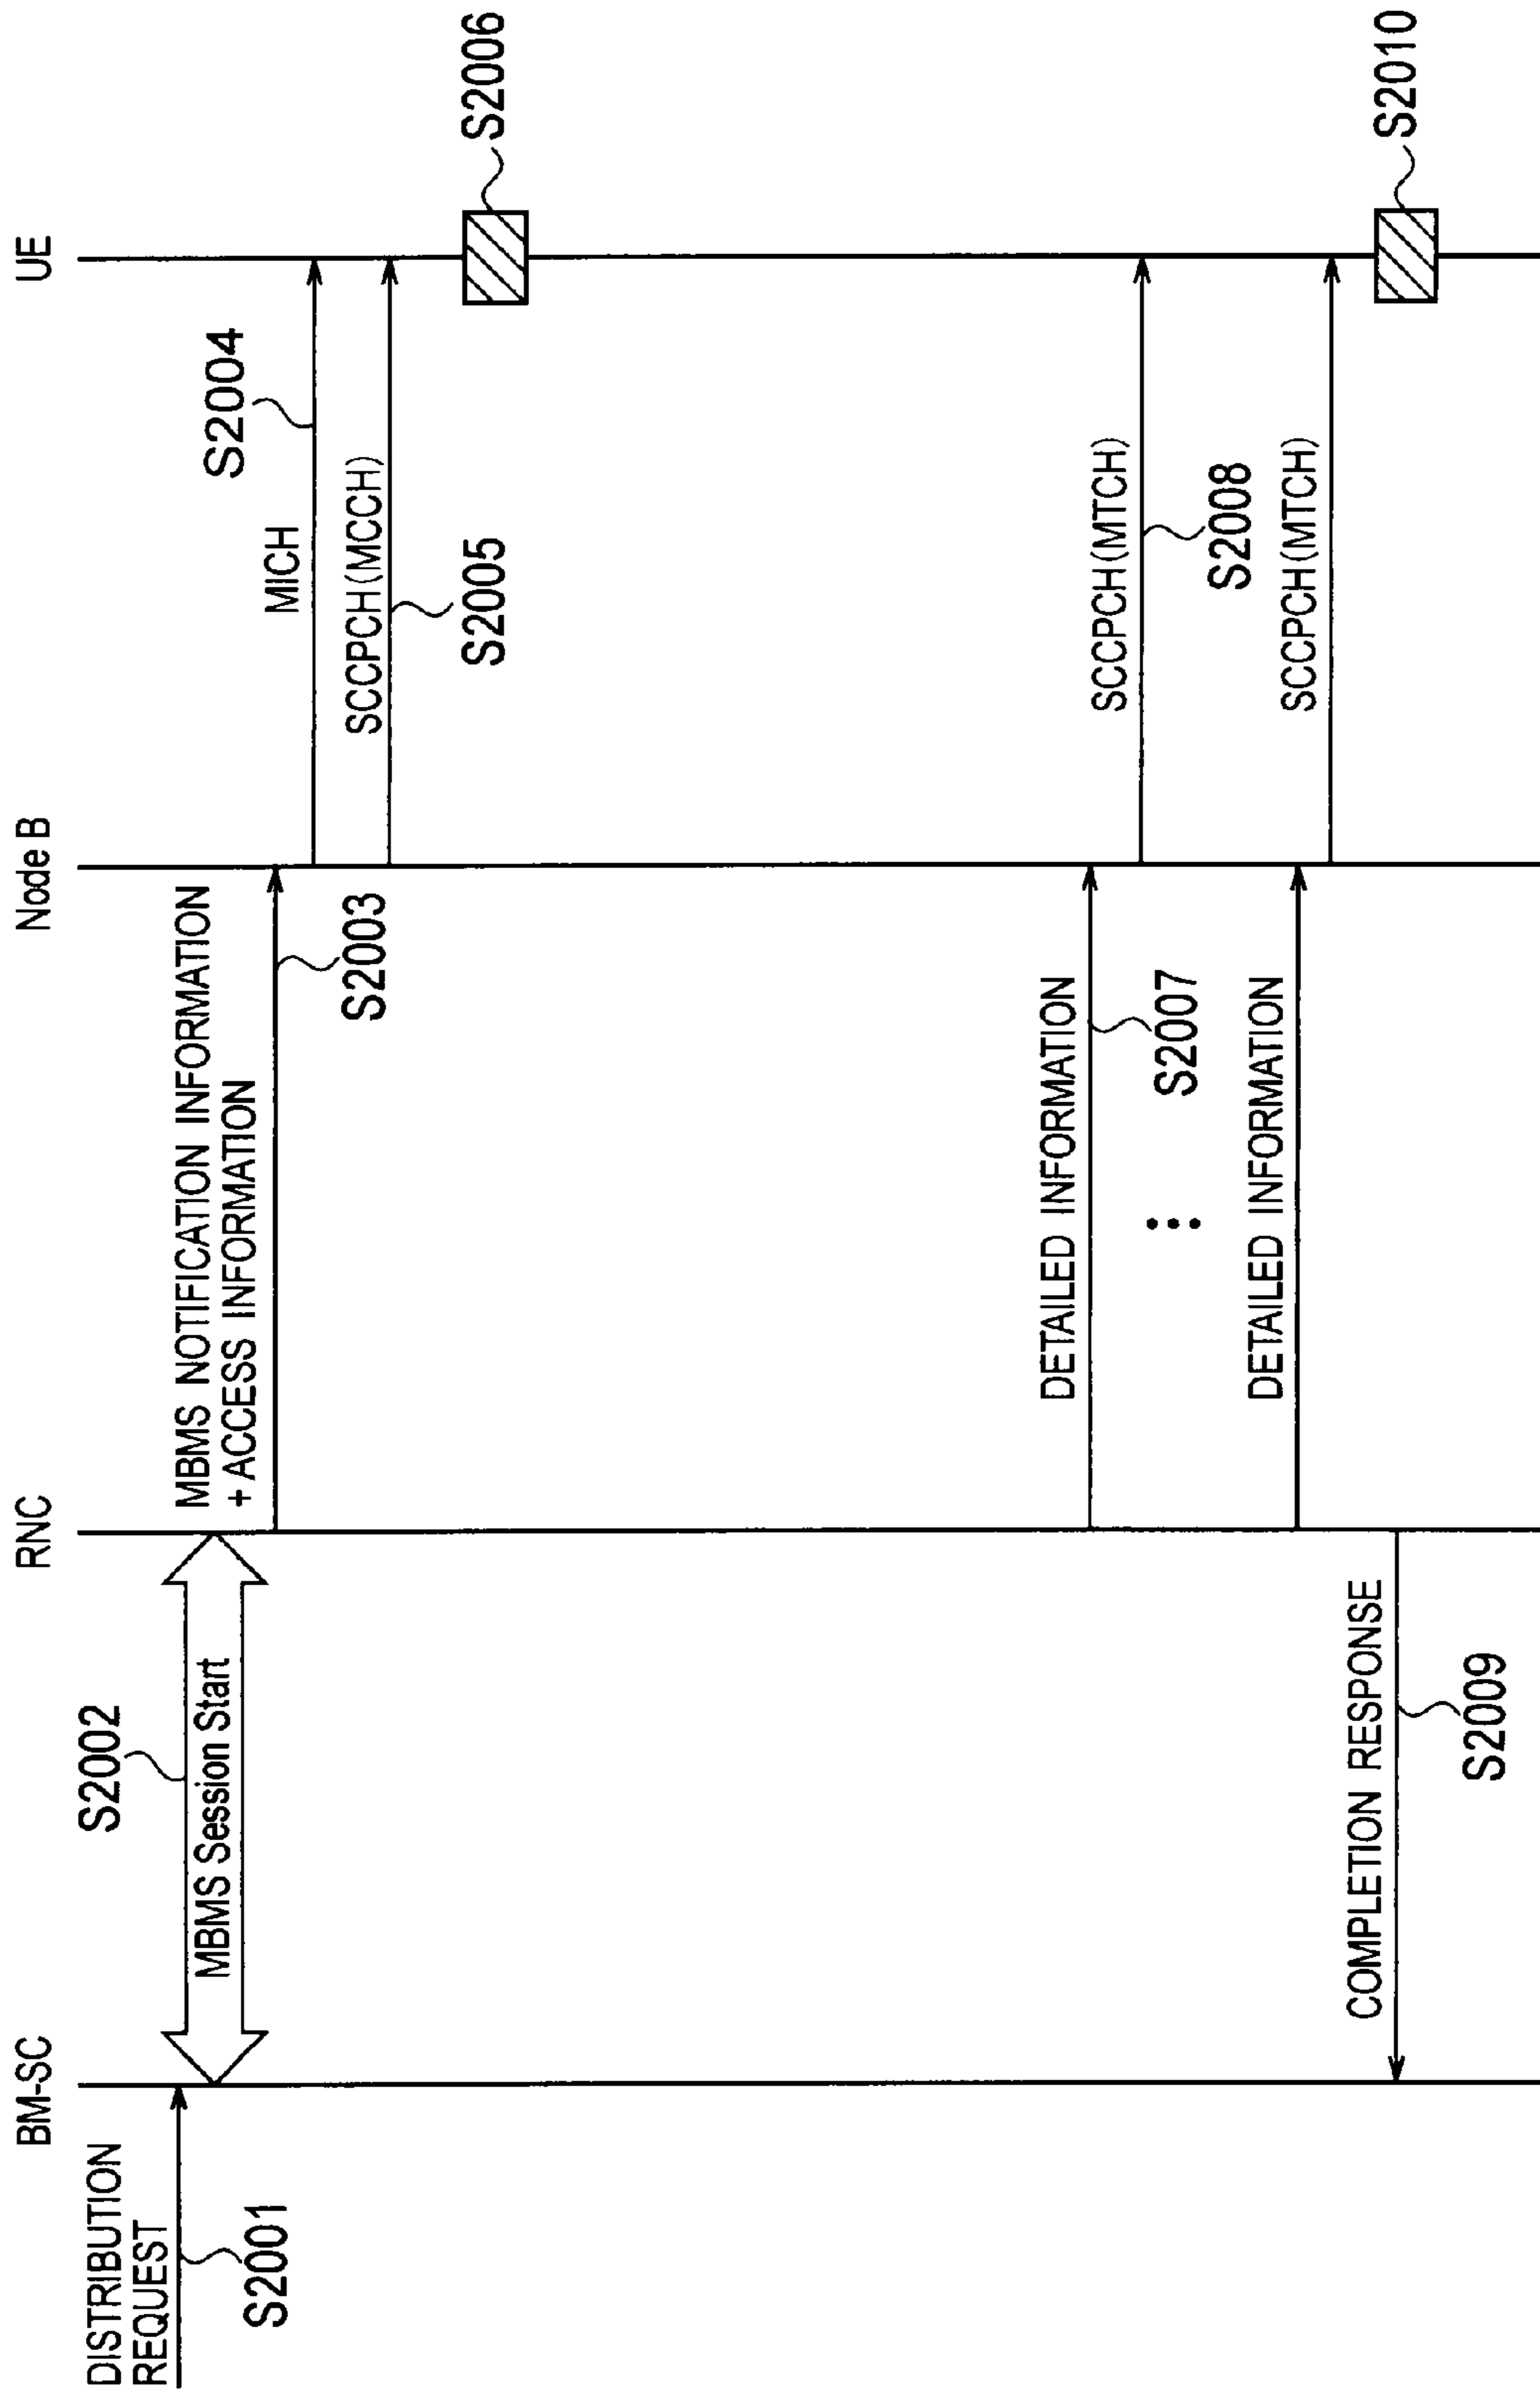 BM-SC
RNC
Node B
UE
DISTRIBUTION
REQUEST
S2001
S2002
MBMS Session Start
MBMS NOTIFICATION INFORMATION
+ ACCESS INFORMATION
S2003
MICH
S2004
SCCPCH(MCCH)
S2005
S2006
DETAILED INFORMATION
S2007
SCCPCH(MTCH)
S2008
DETAILED INFORMATION
SCCPCH(MTCH)
COMPLETION RESPONSE
S2009
S2010